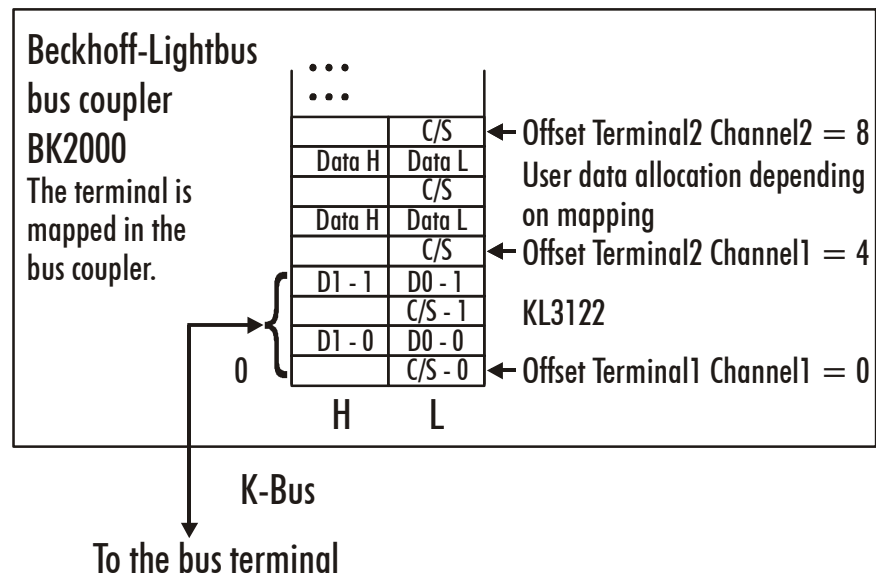 Beckhoff-Lightbus
bus coupler
BK2000
The terminal is
mapped in the
bus coupler.
•••
•••
C/S
Data H Data L
C/S
Data H Data L
C/S
D1 - 1 D0 - 1
C/S - 1
D1 - 0 D0 - 0
0 C/S - 0
H L
Offset Terminal2 Channel2 = 8
User data allocation depending
on mapping
Offset Terminal2 Channel1 = 4
KL3122
Offset Terminal1 Channel1 = 0
K-Bus
To the bus terminal